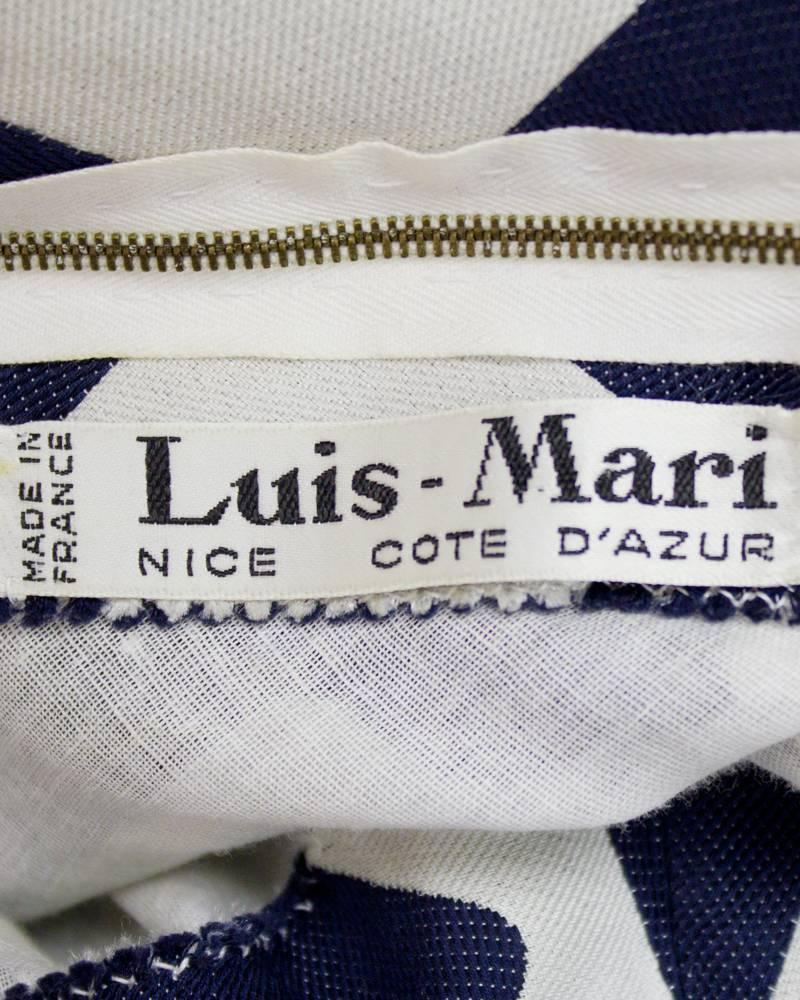 MADE IN
FRANCE
Luis-Mari
NICE COTE D'AZUR